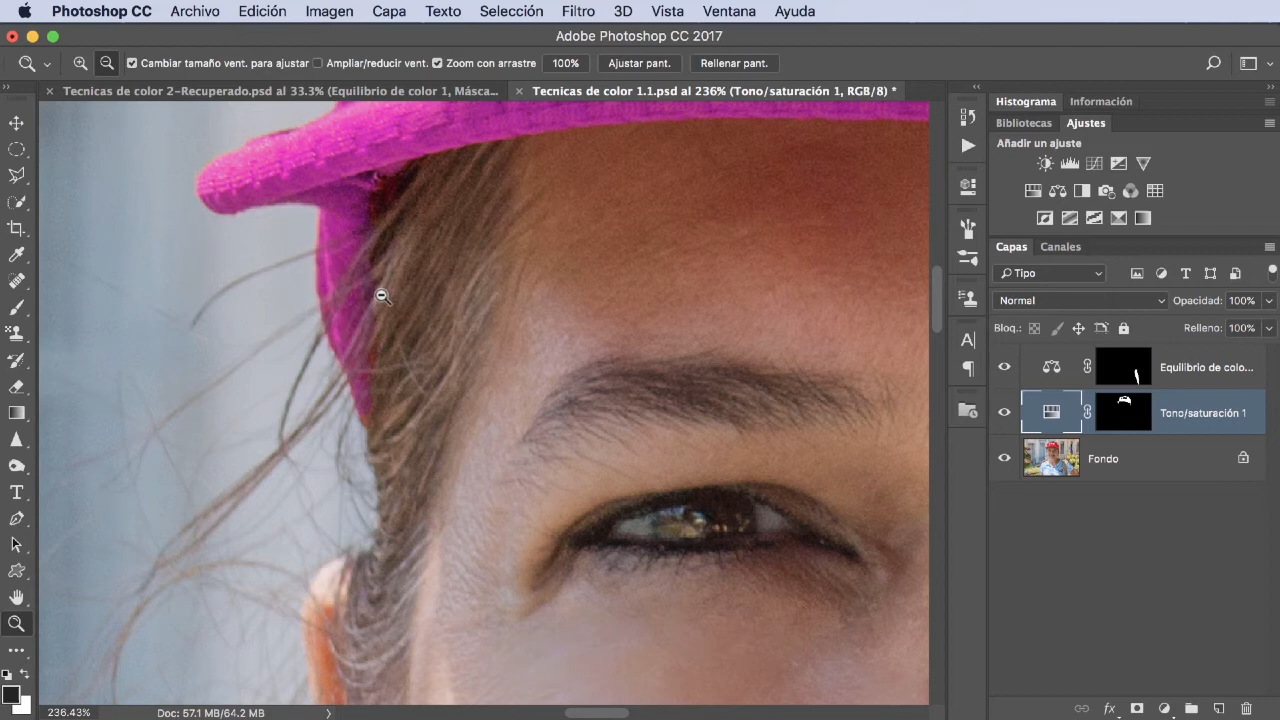 Photoshop CC Archivo Edición Imagen Capa Texto Selección Filtro 3D Vista Ventana Ayuda
Adobe Photoshop CC 2017
Cambiar tamaño vent. para ajustar Ampliar/reducir vent. Zoom con arrastre 100% Ajustar pant. Rellenar pant.
Tecnicas de color 2-Recuperado.psd al 33.3% (Equilibrio de color 1, Másca... Tecnicas de color 1.1.psd al 236% (Tono/saturación 1, RGB/8) *
Histograma Información
Bibliotecas Ajustes
Añadir un ajuste
Capas Canales
Tipo
Normal Opacidad: 100%
Bloq.: Relleno: 100%
Equilibrio de colo...
Tono/saturación 1
Fondo
236.43% Doc: 57.1 MB/64.2 MB